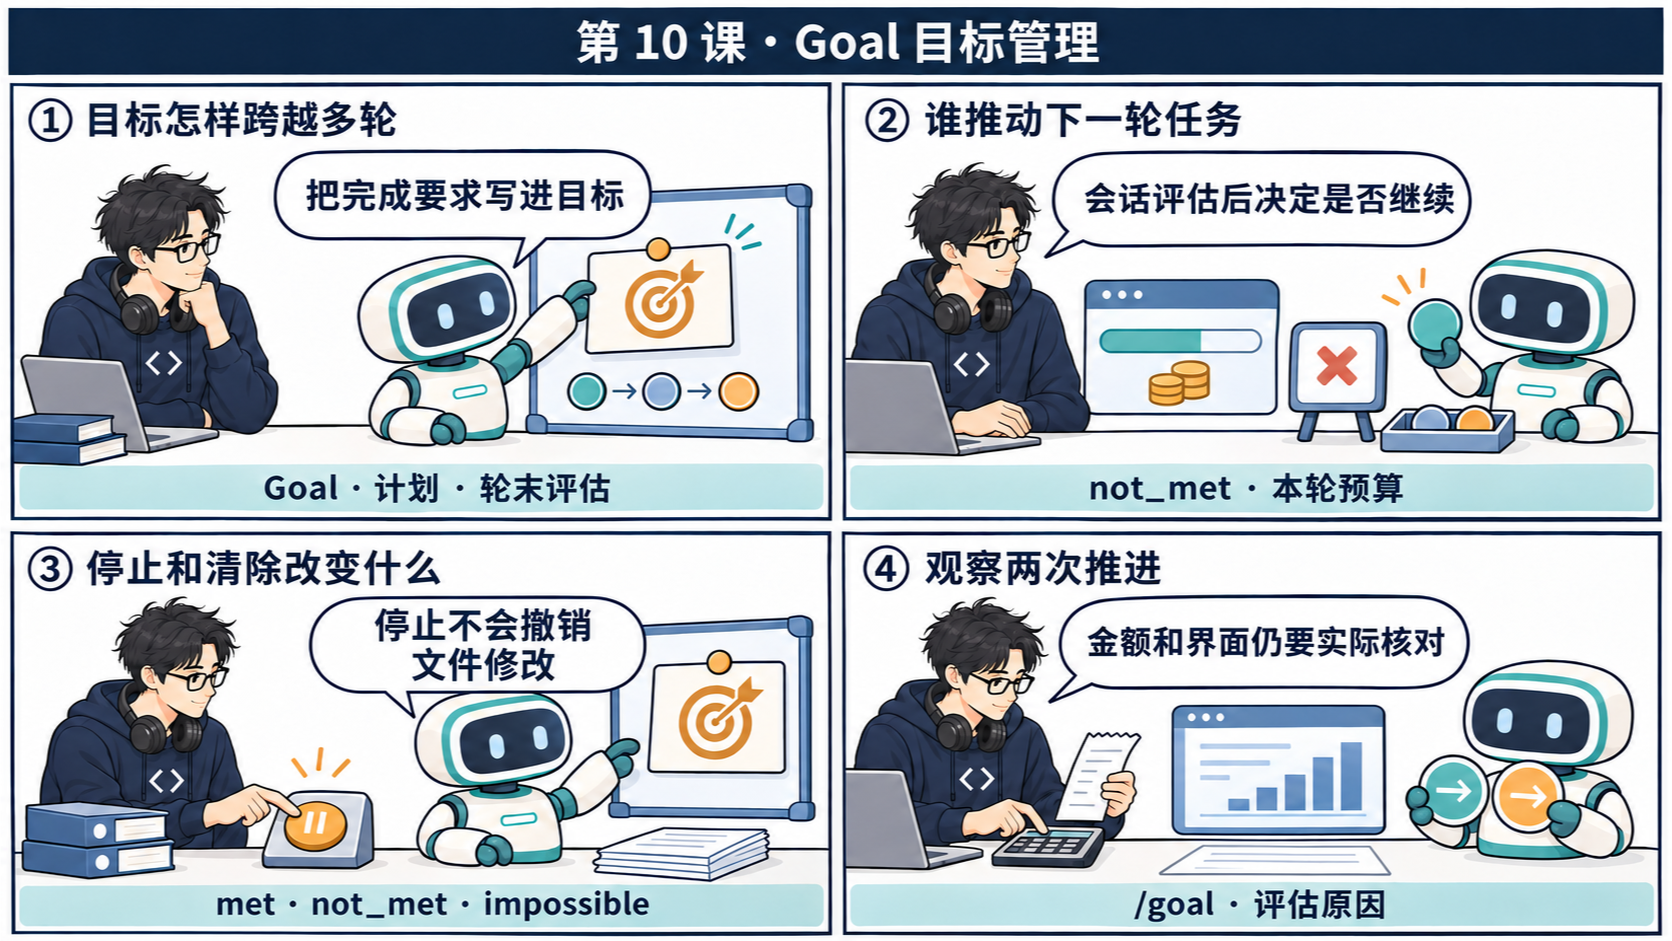 第 10 课·Goal 目标管理
① 目标怎样跨越多轮
把完成要求写进目标
< >
Goal · 计划 · 轮末评估
② 谁推动下一轮任务
会话评估后决定是否继续
< >
not_met · 本轮预算
③ 停止和清除改变什么
停止不会撤销
文件修改
< >
met · not_met · impossible
④ 观察两次推进
金额和界面仍要实际核对
< >
/goal · 评估原因